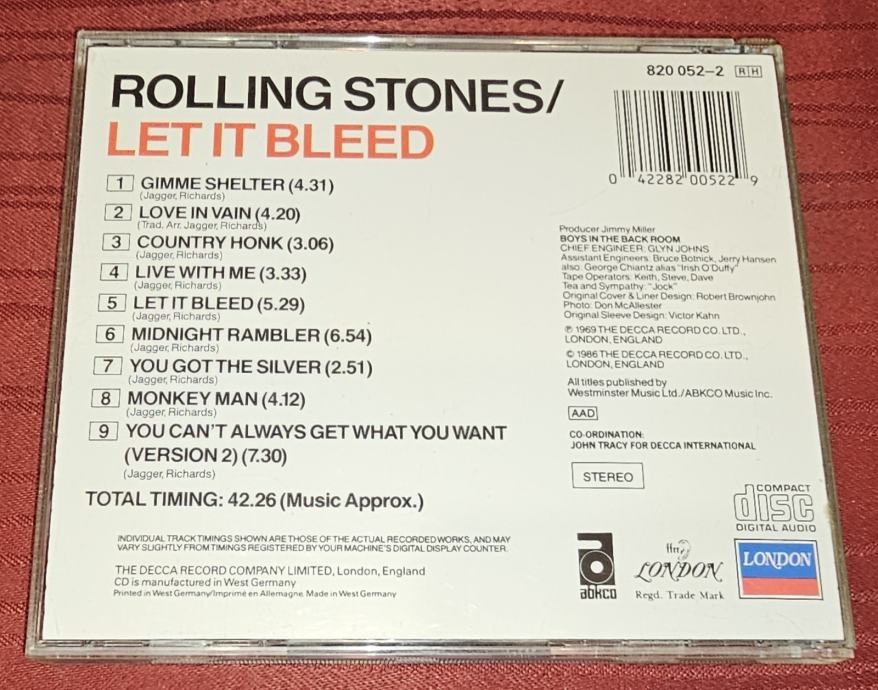 ROLLING STONES/
LET IT BLEED
1 GIMME SHELTER (4.31)
(Jagger, Richards)
2 LOVE IN VAIN (4.20)
(Trad. Arr. Jagger, Richards)
3 COUNTRY HONK (3.06)
(Jagger, Richards)
4 LIVE WITH ME (3.33)
(Jagger, Richards)
5 LET IT BLEED (5.29)
(Jagger, Richards)
6 MIDNIGHT RAMBLER (6.54)
(Jagger, Richards)
7 YOU GOT THE SILVER (2.51)
(Jagger, Richards)
8 MONKEY MAN (4.12)
(Jagger, Richards)
9 YOU CAN'T ALWAYS GET WHAT YOU WANT
(VERSION 2) (7.30)
(Jagger, Richards)
TOTAL TIMING: 42.26 (Music Approx.)
INDIVIDUAL TRACK TIMINGS SHOWN ARE THOSE OF THE ACTUAL RECORDED WORKS, AND MAY
VARY SLIGHTLY FROM TIMINGS REGISTERED BY YOUR MACHINE'S DIGITAL DISPLAY COUNTER.
THE DECCA RECORD COMPANY LIMITED, London, England
CD is manufactured in West Germany
Printed in West Germany/Imprimé en Allemagne. Made in West Germany
820 052-2 RH
0 42282 00522 9
Producer Jimmy Miller
BOYS IN THE BACK ROOM
CHIEF ENGINEER: GLYN JOHNS
Assistant Engineers: Bruce Botnick, Jerry Hansen
also: George Chiantz alias "Irish O'Duffy"
Tape Operators: Keith, Steve, Dave
Tea and Sympathy: "Jock"
Original Cover & Liner Design: Robert Brownjohn
Photo: Don McAllester
Original Sleeve Design: Victor Kahn
℗ 1969 THE DECCA RECORD CO. LTD.,
LONDON, ENGLAND
© 1986 THE DECCA RECORD CO. LTD.,
LONDON, ENGLAND
All titles published by
Westminster Music Ltd./ABKCO Music Inc.
AAD
CO-ORDINATION:
JOHN TRACY FOR DECCA INTERNATIONAL
STEREO
COMPACT
disc
DIGITAL AUDIO
abkco
ffrr
LONDON
Regd. Trade Mark
LONDON